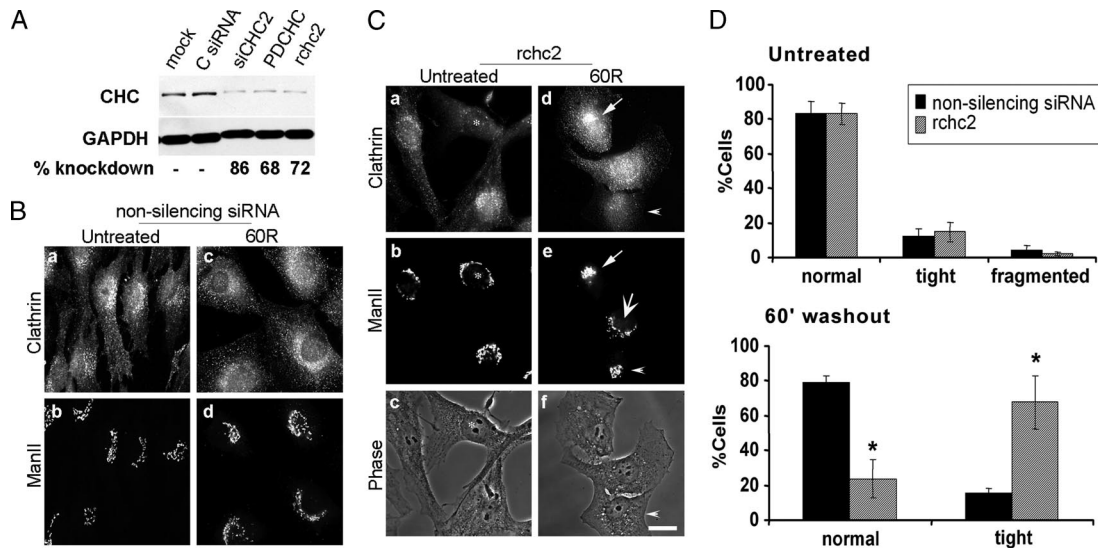 A
mock
C siRNA
siCHC2
PDCHC
rchc2
CHC
GAPDH
% knockdown - - 86 68 72
B
non-silencing siRNA
Untreated 60R
Clathrin
a c
ManII
b d
C
rchc2
Untreated 60R
Clathrin
a d
*
ManII
b e
*
Phase
c f
*
D
Untreated
non-silencing siRNA
rchc2
%Cells
100
80
60
40
20
0
normal tight fragmented
60' washout
%Cells
100
80
60
40
20
0
* *
normal tight